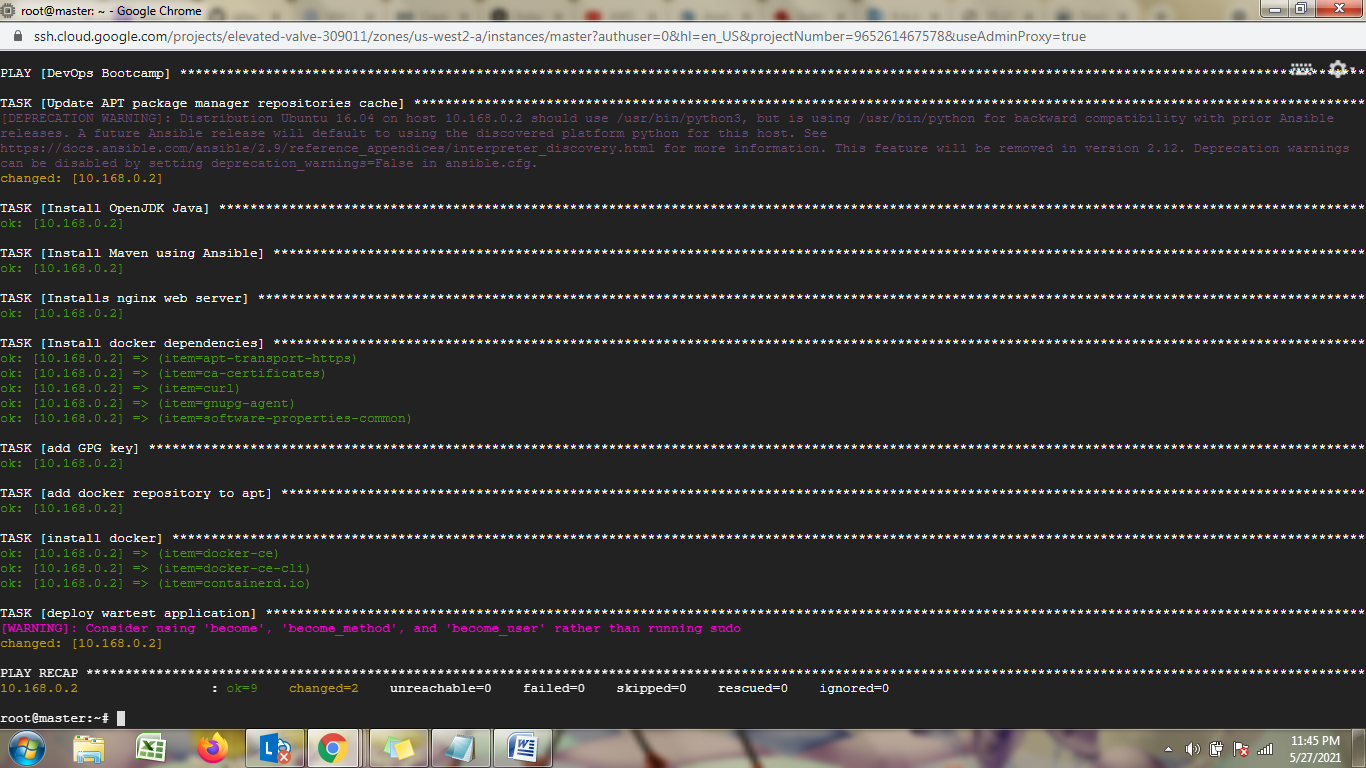 root@master: ~ - Google Chrome
ssh.cloud.google.com/projects/elevated-valve-309011/zones/us-west2-a/instances/master?authuser=0&hl=en_US&projectNumber=965261467578&useAdminProxy=true
PLAY [DevOps Bootcamp] ********************************************************************************************************************************************************
TASK [Update APT package manager repositories cache] **************************************************************************************************************************
[DEPRECATION WARNING]: Distribution Ubuntu 16.04 on host 10.168.0.2 should use /usr/bin/python3, but is using /usr/bin/python for backward compatibility with prior Ansible
releases. A future Ansible release will default to using the discovered platform python for this host. See
https://docs.ansible.com/ansible/2.9/reference_appendices/interpreter_discovery.html for more information. This feature will be removed in version 2.12. Deprecation warnings
can be disabled by setting deprecation_warnings=False in ansible.cfg.
changed: [10.168.0.2]
TASK [Install OpenJDK Java] ***************************************************************************************************************************************************
ok: [10.168.0.2]
TASK [Install Maven using Ansible] ********************************************************************************************************************************************
ok: [10.168.0.2]
TASK [Installs nginx web server] **********************************************************************************************************************************************
ok: [10.168.0.2]
TASK [Install docker dependencies] ********************************************************************************************************************************************
ok: [10.168.0.2] => (item=apt-transport-https)
ok: [10.168.0.2] => (item=ca-certificates)
ok: [10.168.0.2] => (item=curl)
ok: [10.168.0.2] => (item=gnupg-agent)
ok: [10.168.0.2] => (item=software-properties-common)
TASK [add GPG key] ************************************************************************************************************************************************************
ok: [10.168.0.2]
TASK [add docker repository to apt] *******************************************************************************************************************************************
ok: [10.168.0.2]
TASK [install docker] *********************************************************************************************************************************************************
ok: [10.168.0.2] => (item=docker-ce)
ok: [10.168.0.2] => (item=docker-ce-cli)
ok: [10.168.0.2] => (item=containerd.io)
TASK [deploy wartest application] *********************************************************************************************************************************************
[WARNING]: Consider using 'become', 'become_method', and 'become_user' rather than running sudo
changed: [10.168.0.2]
PLAY RECAP ********************************************************************************************************************************************************************
10.168.0.2 : ok=9 changed=2 unreachable=0 failed=0 skipped=0 rescued=0 ignored=0
root@master:~#
11:45 PM
5/27/2021